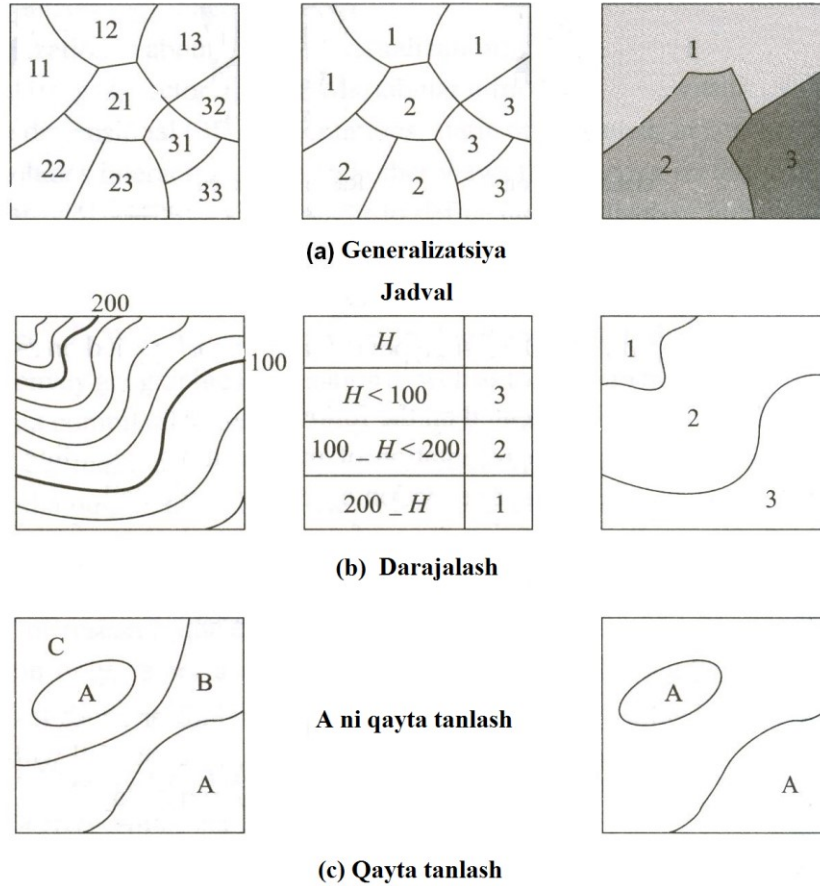 12 13 1 1 1
11 1
21 32 2 3
31 3 2 3
22 23 33 2 2 3
(a) Generalizatsiya
Jadval
200
100
H
H < 100 3
100 _ H < 200 2
200 _ H 1
1
2
3
(b) Darajalash
C
A B A
A ni qayta tanlash
A A
(c) Qayta tanlash